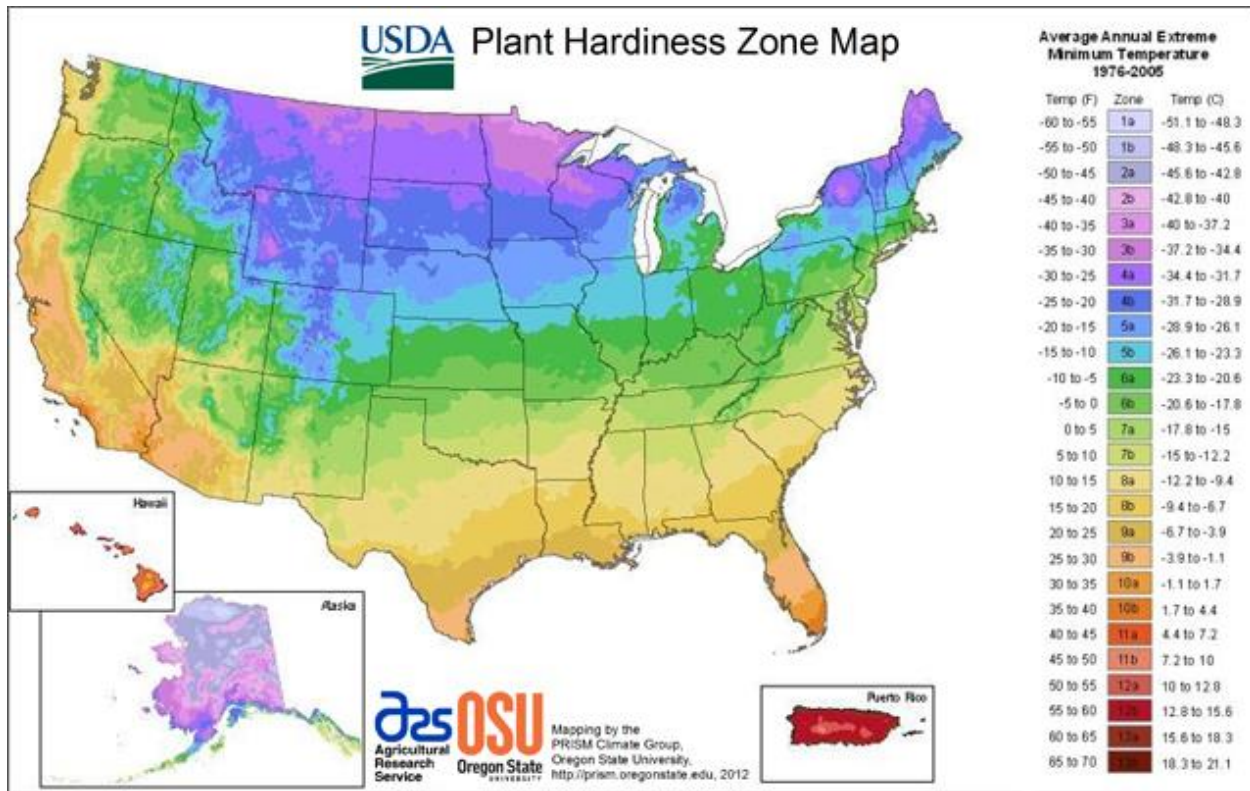 USDA Plant Hardiness Zone Map
Average Annual Extreme
Minimum Temperature
1976-2005
Temp (F) Zone Temp (C)
-60 to -55 1a -51.1 to -48.3
-55 to -50 1b -48.3 to -45.6
-50 to -45 2a -45.6 to -42.8
-45 to -40 2b -42.8 to -40
-40 to -35 3a -40 to -37.2
-35 to -30 3b -37.2 to -34.4
-30 to -25 4a -34.4 to -31.7
-25 to -20 4b -31.7 to -28.9
-20 to -15 5a -28.9 to -26.1
-15 to -10 5b -26.1 to -23.3
-10 to -5 6a -23.3 to -20.6
-5 to 0 6b -20.6 to -17.8
0 to 5 7a -17.8 to -15
5 to 10 7b -15 to -12.2
10 to 15 8a -12.2 to -9.4
15 to 20 8b -9.4 to -6.7
20 to 25 9a -6.7 to -3.9
25 to 30 9b -3.9 to -1.1
30 to 35 10a -1.1 to 1.7
35 to 40 10b 1.7 to 4.4
40 to 45 11a 4.4 to 7.2
45 to 50 11b 7.2 to 10
50 to 55 12a 10 to 12.8
55 to 60 12b 12.8 to 15.6
60 to 65 13a 15.6 to 18.3
65 to 70 13b 18.3 to 21.1
Hawaii
Alaska
Puerto Rico
ars
Agricultural
Research
Service
OSU
Oregon State
UNIVERSITY
Mapping by the
PRISM Climate Group,
Oregon State University,
http://prism.oregonstate.edu, 2012